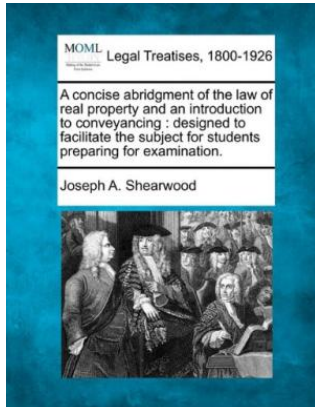 MOML Legal Treatises, 1800-1926
A concise abridgment of the law of
real property and an introduction
to conveyancing : designed to
facilitate the subject for students
preparing for examination.
Joseph A. Shearwood